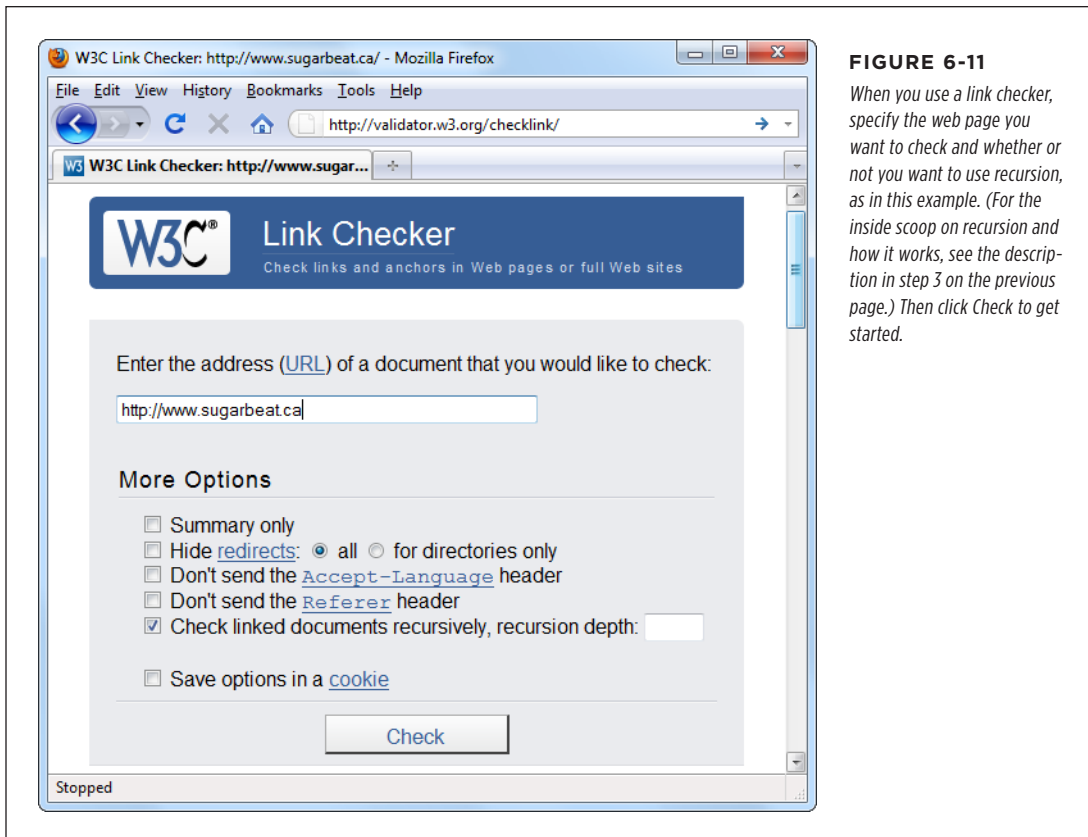 W3C Link Checker: http://www.sugarbeat.ca/ - Mozilla Firefox
File Edit View History Bookmarks Tools Help
http://validator.w3.org/checklink/
W3 W3C Link Checker: http://www.sugar...
W3C® Link Checker
Check links and anchors in Web pages or full Web sites
Enter the address (URL) of a document that you would like to check:
http://www.sugarbeat.ca
More Options
Summary only
Hide redirects: all for directories only
Don't send the Accept-Language header
Don't send the Referer header
Check linked documents recursively, recursion depth:
Save options in a cookie
Check
Stopped
FIGURE 6-11
When you use a link checker,
specify the web page you
want to check and whether or
not you want to use recursion,
as in this example. (For the
inside scoop on recursion and
how it works, see the descrip-
tion in step 3 on the previous
page.) Then click Check to get
started.